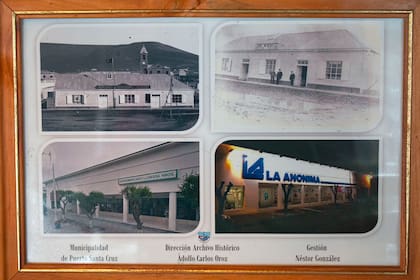 LA ANONIMA
Municipalidad
de Puerto Santa Cruz
Dirección Archivo Histórico
Adolfo Carlos Oroz
Gestión
Néstor González